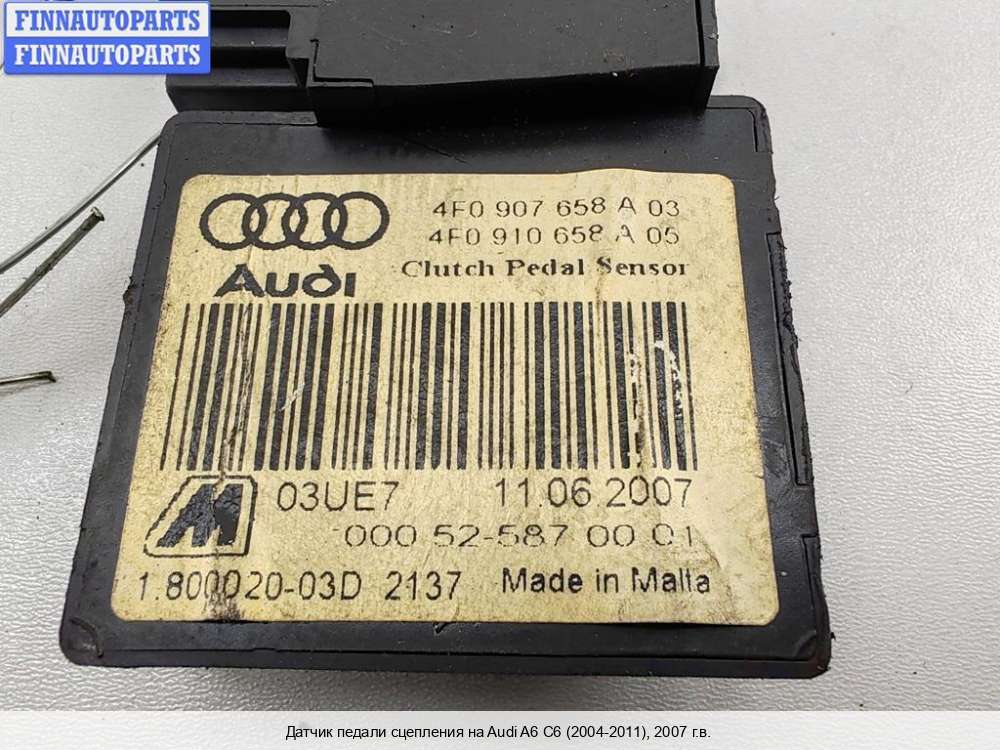 FINNAUTOPARTS
FINNAUTOPARTS
4F0 907 658 A 03
4F0 910 658 A 05
Clutch Pedal Sensor
Audi
03UE7 11.06.2007
000 52-587 00 01
1.800020-03D 2137 Made in Malta
Датчик педали сцепления на Audi A6 C6 (2004-2011), 2007 г.в.